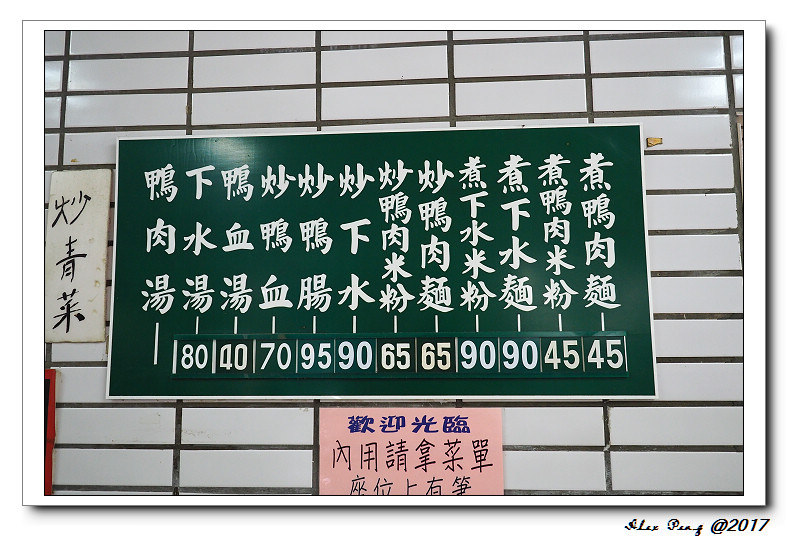 煮鴨肉麵 45
煮鴨肉米粉 45
煮下水麵 90
煮下水米粉 90
炒鴨肉麵 65
炒鴨肉米粉 65
炒下水 90
炒鴨腸 95
炒鴨血 70
鴨血湯 40
下水湯 80
鴨肉湯
炒青菜
歡迎光臨
內用請拿菜單
座位上有筆
Alex Peng @2017